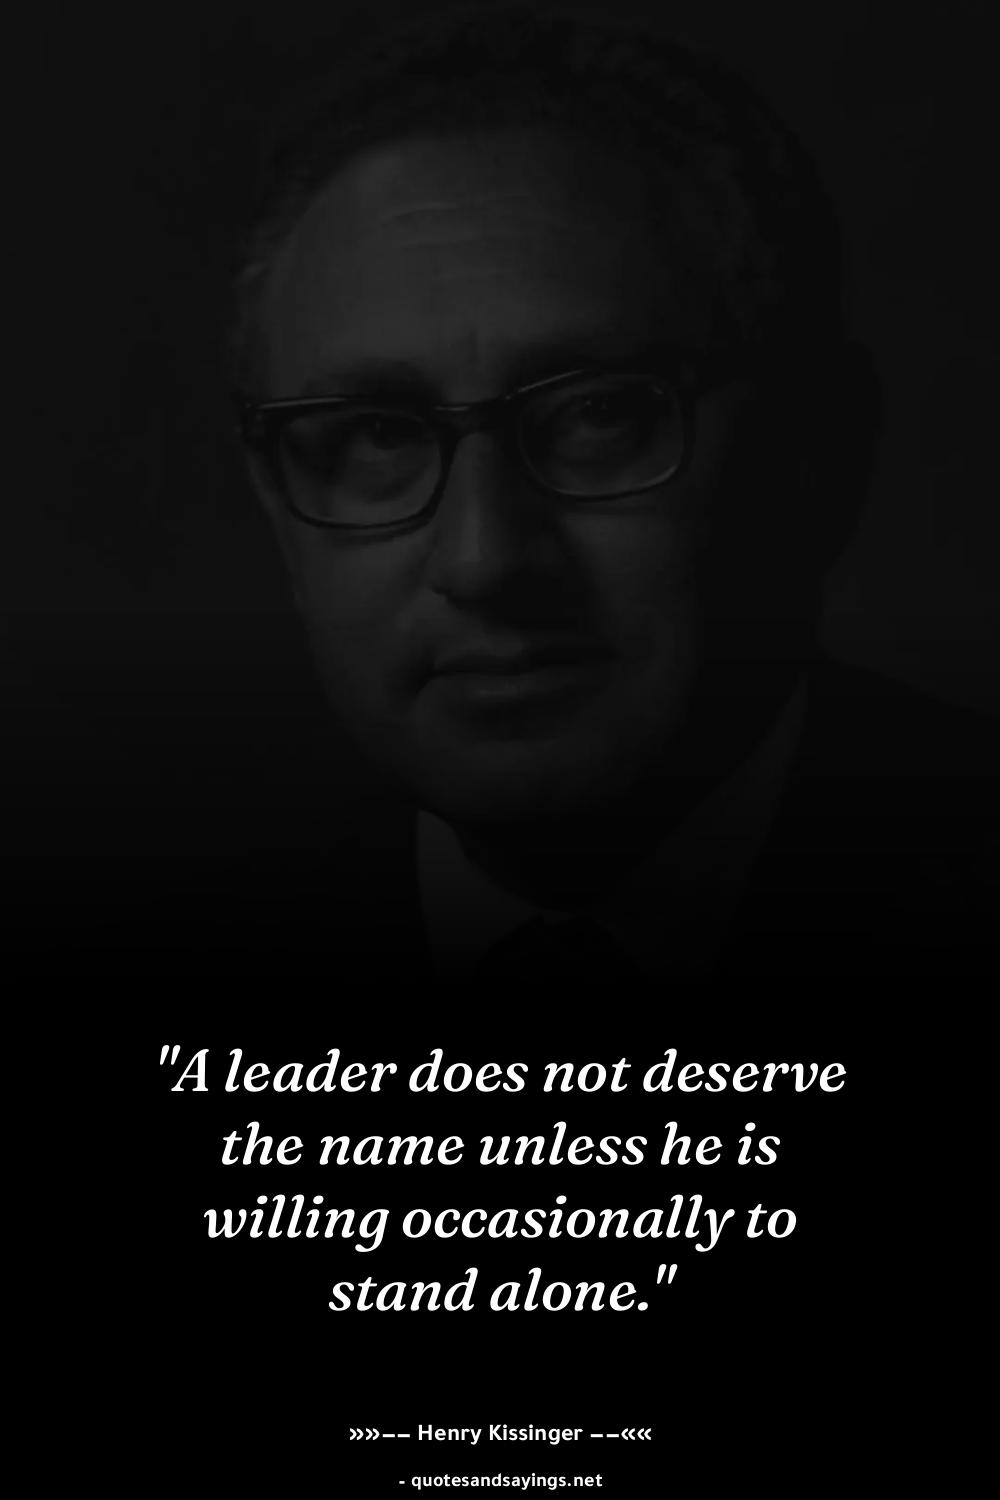 "A leader does not deserve
the name unless he is
willing occasionally to
stand alone."
»»–– Henry Kissinger ––««
- quotesandsayings.net